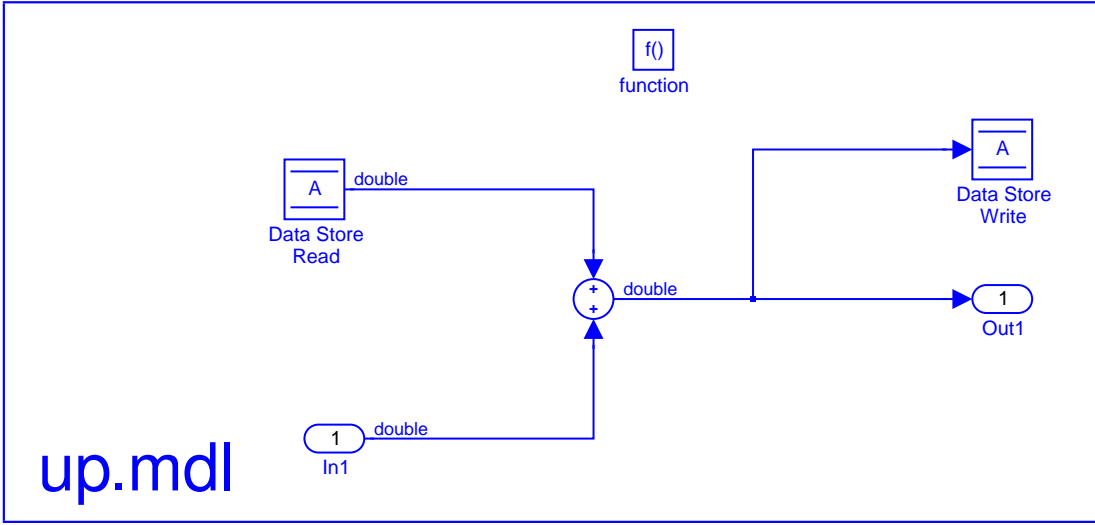 f()
function
A
Data Store
Write
A
double
Data Store
Read
+
+
double
1
Out1
1
double
In1
up.mdl